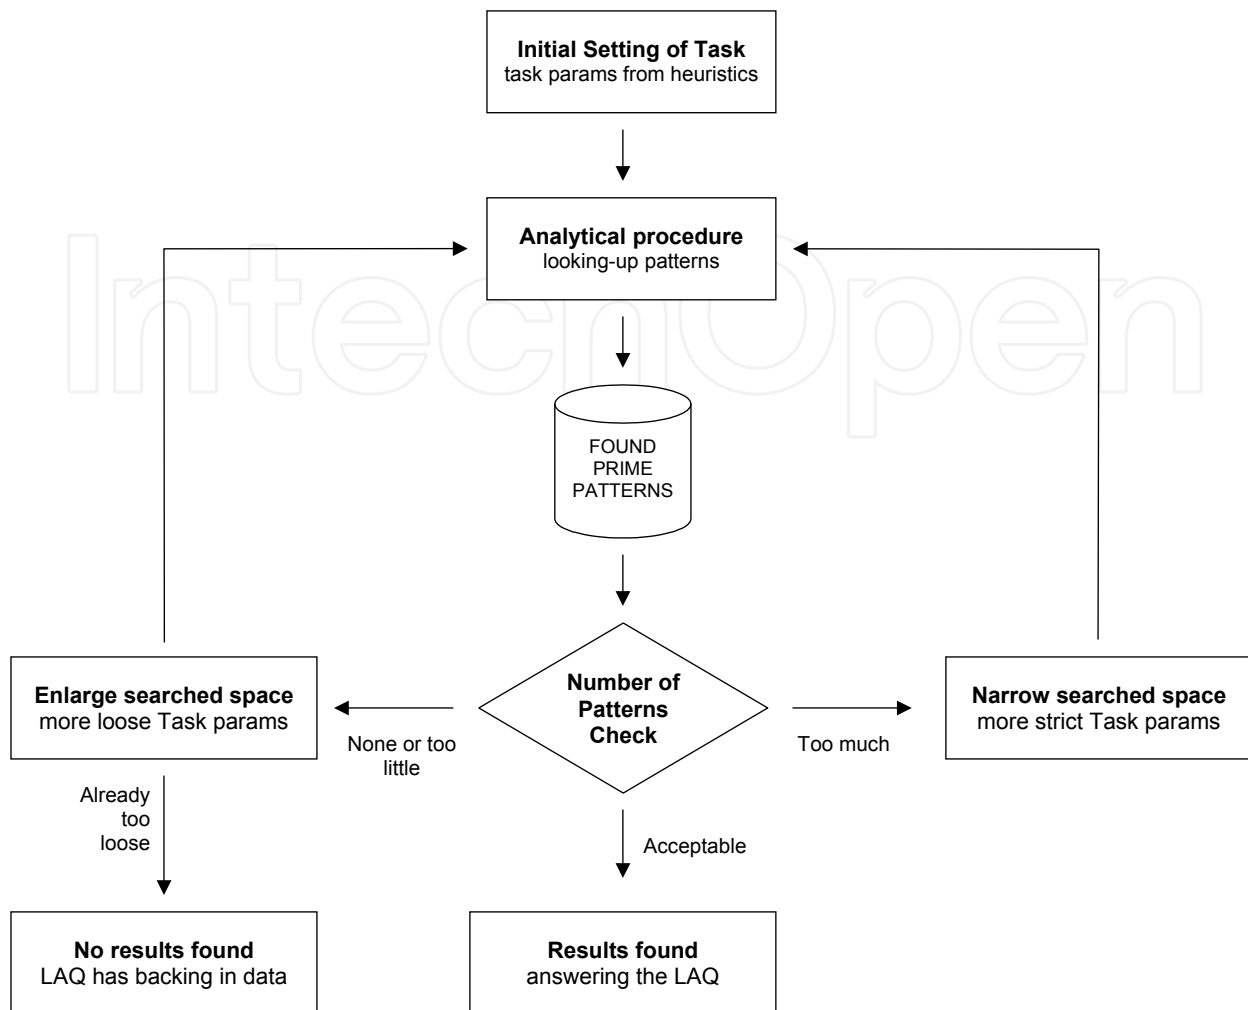 Initial Setting of Task
task params from heuristics
Analytical procedure
looking-up patterns
IntechOpen
FOUND
PRIME
PATTERNS
Enlarge searched space
more loose Task params
None or too
little
Number of
Patterns
Check
Too much
Narrow searched space
more strict Task params
Already
too
loose
Acceptable
No results found
LAQ has backing in data
Results found
answering the LAQ